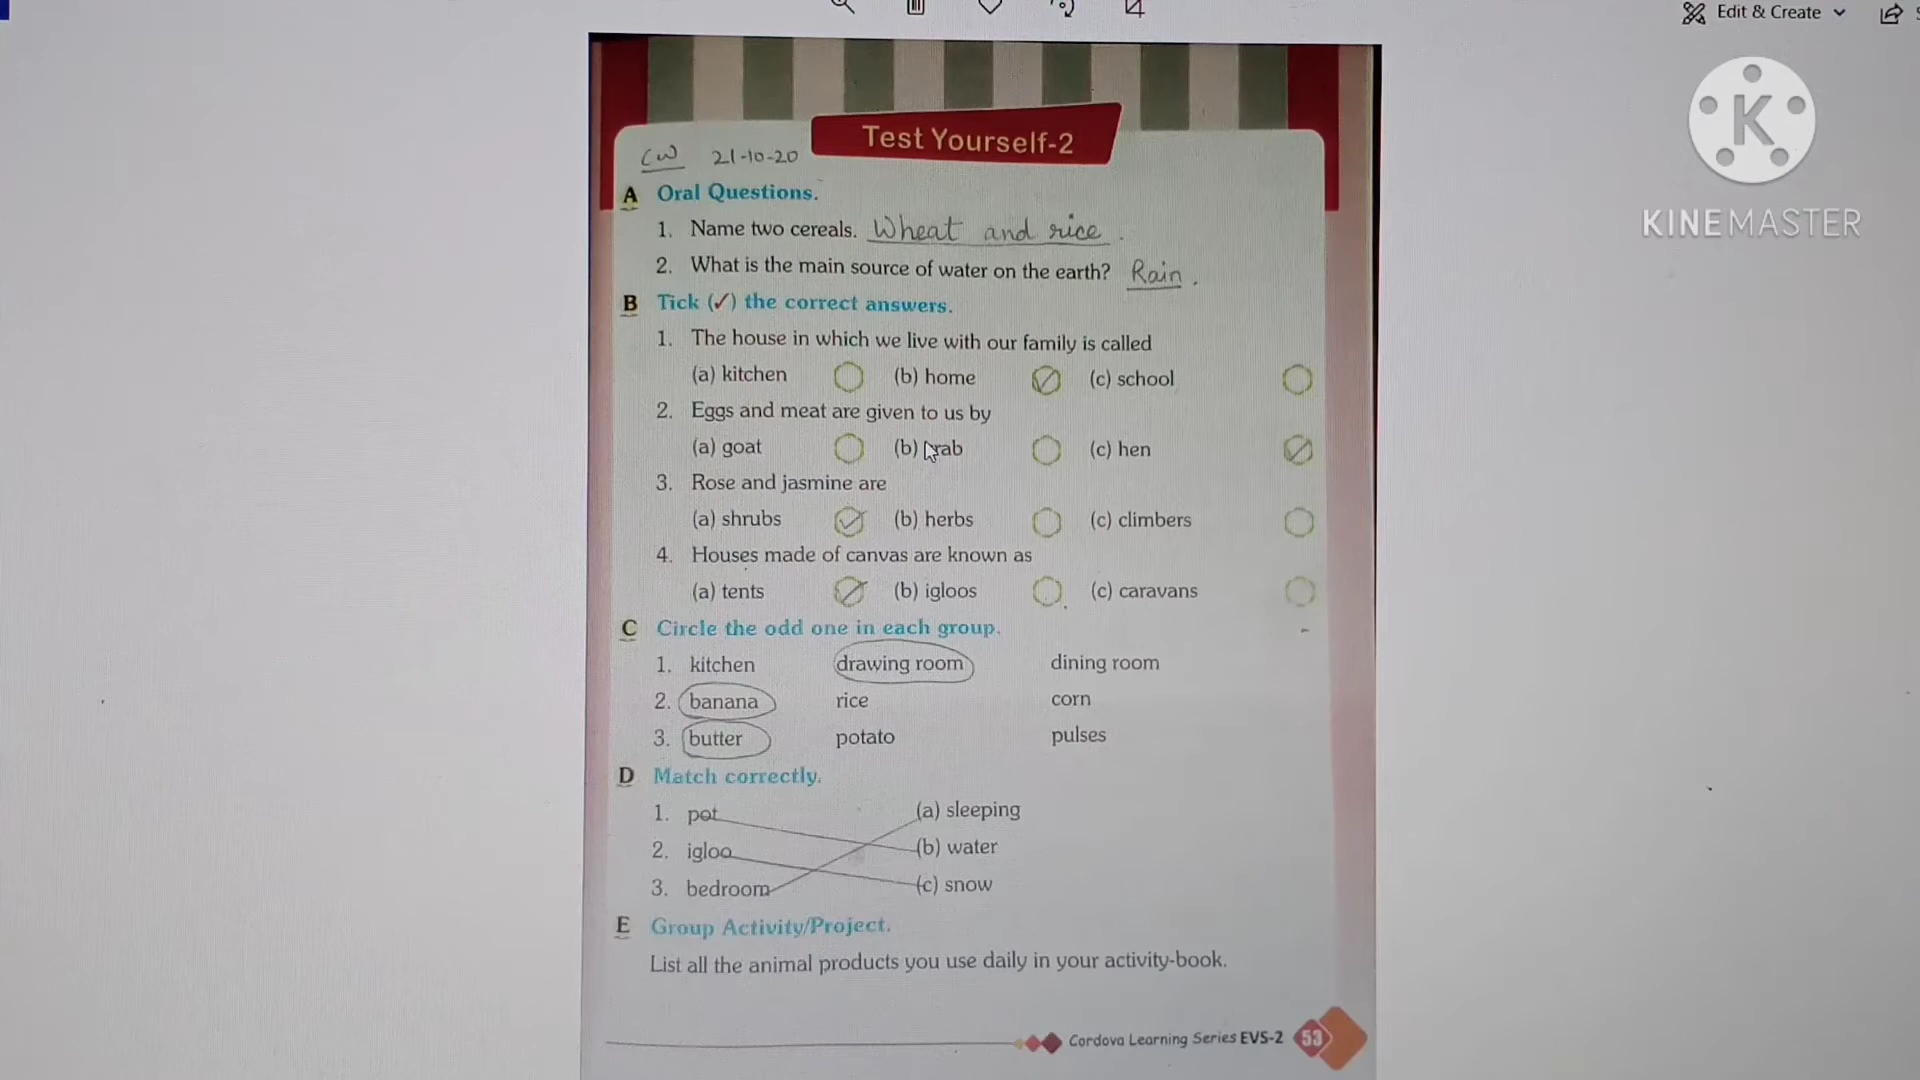 Edit & Create
K
KINEMASTER
Test Yourself-2
CW 21-10-20
A Oral Questions.
1. Name two cereals. Wheat and rice.
2. What is the main source of water on the earth? Rain.
B Tick (✓) the correct answers.
1. The house in which we live with our family is called
(a) kitchen (b) home (c) school
2. Eggs and meat are given to us by
(a) goat (b) crab (c) hen
3. Rose and jasmine are
(a) shrubs (b) herbs (c) climbers
4. Houses made of canvas are known as
(a) tents (b) igloos (c) caravans
C Circle the odd one in each group.
1. kitchen drawing room dining room
2. banana rice corn
3. butter potato pulses
D Match correctly.
1. pot (a) sleeping
2. igloo (b) water
3. bedroom (c) snow
E Group Activity/Project.
List all the animal products you use daily in your activity-book.
Cordova Learning Series EVS-2 53